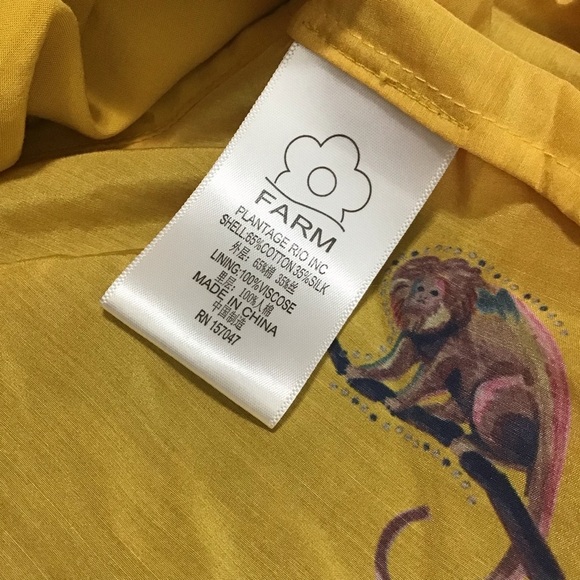 FARM
PLANTAGE RIO INC
SHELL:65%COTTON 35%SILK
外层: 65%棉 35%丝
LINING:100%VISCOSE
里层: 100%人棉
MADE IN CHINA
中国制造
RN 157047